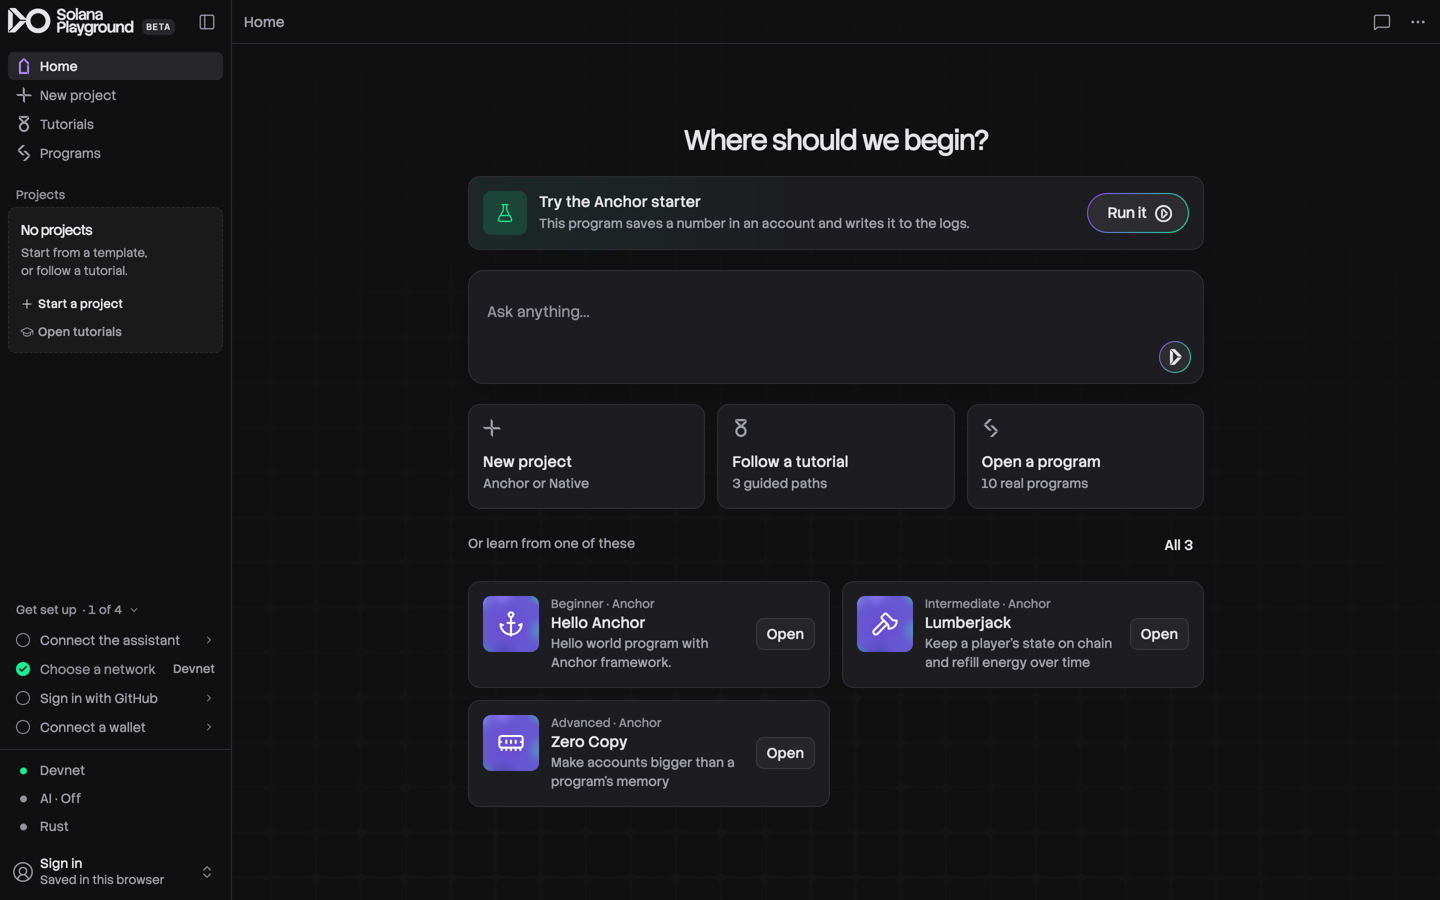 Solana
Playground BETA
Home
New project
Tutorials
Programs
Projects
No projects
Start from a template,
or follow a tutorial.
Start a project
Open tutorials
Get set up · 1 of 4
Connect the assistant
Choose a network Devnet
Sign in with GitHub
Connect a wallet
Devnet
AI · Off
Rust
Sign in
Saved in this browser
Home
Where should we begin?
Try the Anchor starter
This program saves a number in an account and writes it to the logs.
Run it
Ask anything...
New project
Anchor or Native
Follow a tutorial
3 guided paths
Open a program
10 real programs
Or learn from one of these
All 3
Beginner · Anchor
Hello Anchor
Hello world program with
Anchor framework.
Open
Intermediate · Anchor
Lumberjack
Keep a player's state on chain
and refill energy over time
Open
Advanced · Anchor
Zero Copy
Make accounts bigger than a
program's memory
Open